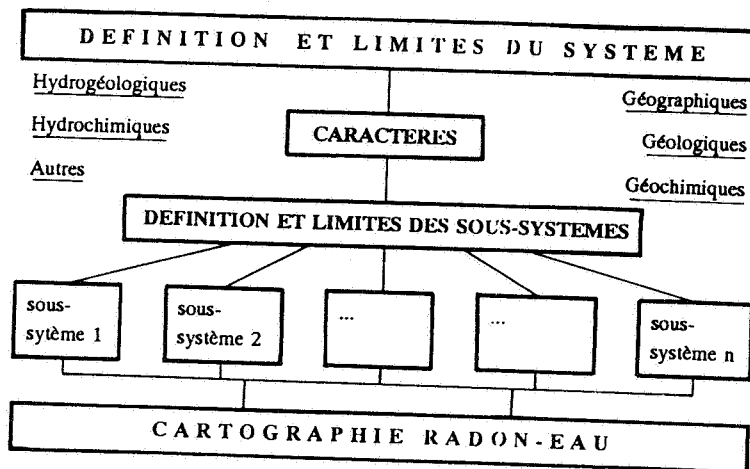 DEFINITION ET LIMITES DU SYSTEME
Hydrogéologiques
Hydrochimiques
Autres
CARACTERES
Géographiques
Géologiques
Géochimiques
DEFINITION ET LIMITES DES SOUS-SYSTEMES
sous-
sytème 1
sous-
système 2
...
...
sous-
système n
CARTOGRAPHIE RADON-EAU